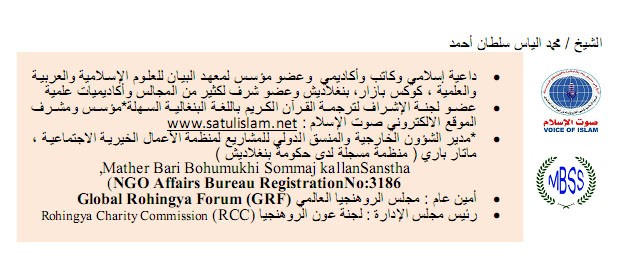 الشيخ / محمد الياس سلطان أحمد
• داعية إسلامي وكاتب وأكاديمي وعضو مؤسس لمعهد البيان للعلوم الإسلامية والعربية
والعلمية ، كوكس بازار، بنغلاديش وعضو شرف لكثير من المجالس وأكاديميات علمية
• عضو لجنة الإشراف لترجمة القرآن الكريم باللغة البنغالية السهلة*مؤسس ومشرف
الموقع الالكتروني صوت الإسلام : www.satulislam.net
• *مدير الشؤون الخارجية والمنسق الدولي للمشاريع لمنظمة الأعمال الخيرية الاجتماعية ،
ماتار باري ( منظمة مسجلة لدى حكومة بنغلاديش )
,Mather Bari Bohumukhi Sommaj kallanSanstha
(NGO Affairs Bureau RegistrationNo:3186
• أمين عام : مجلس الروهنجيا العالمي Global Rohingya Forum (GRF)
• رئيس مجلس الإدارة : لجنة عون الروهنجيا Rohingya Charity Commission (RCC)
صوت الإسلام
VOICE OF ISLAM
MBSS